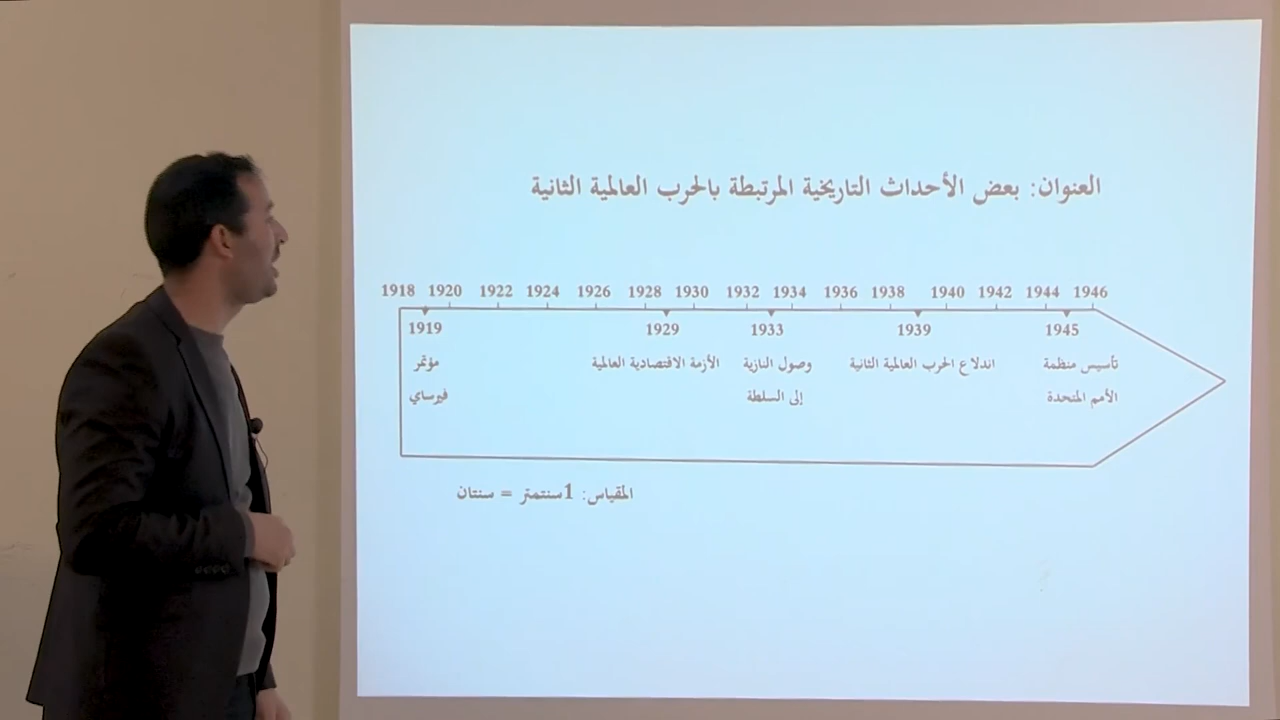 العنوان: بعض الأحداث التاريخية المرتبطة بالحرب العالمية الثانية
1918 1920 1922 1924 1926 1928 1930 1932 1934 1936 1938 1940 1942 1944 1946
1919 1929 1933 1939 1945
مؤتمر
فيرساي
الأزمة الاقتصادية العالمية
وصول النازية
إلى السلطة
اندلاع الحرب العالمية الثانية
تأسيس منظمة
الأمم المتحدة
المقياس: 1سنتمتر = سنتان